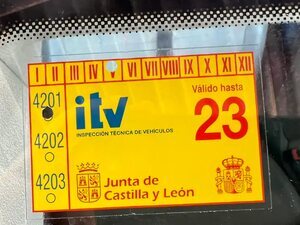 I II III IV V VI VII VIII IX X XI XII
4201
itv
Válido hasta
4202
INSPECCIÓN TÉCNICA DE VEHÍCULOS
23
4203
Junta de
Castilla y León